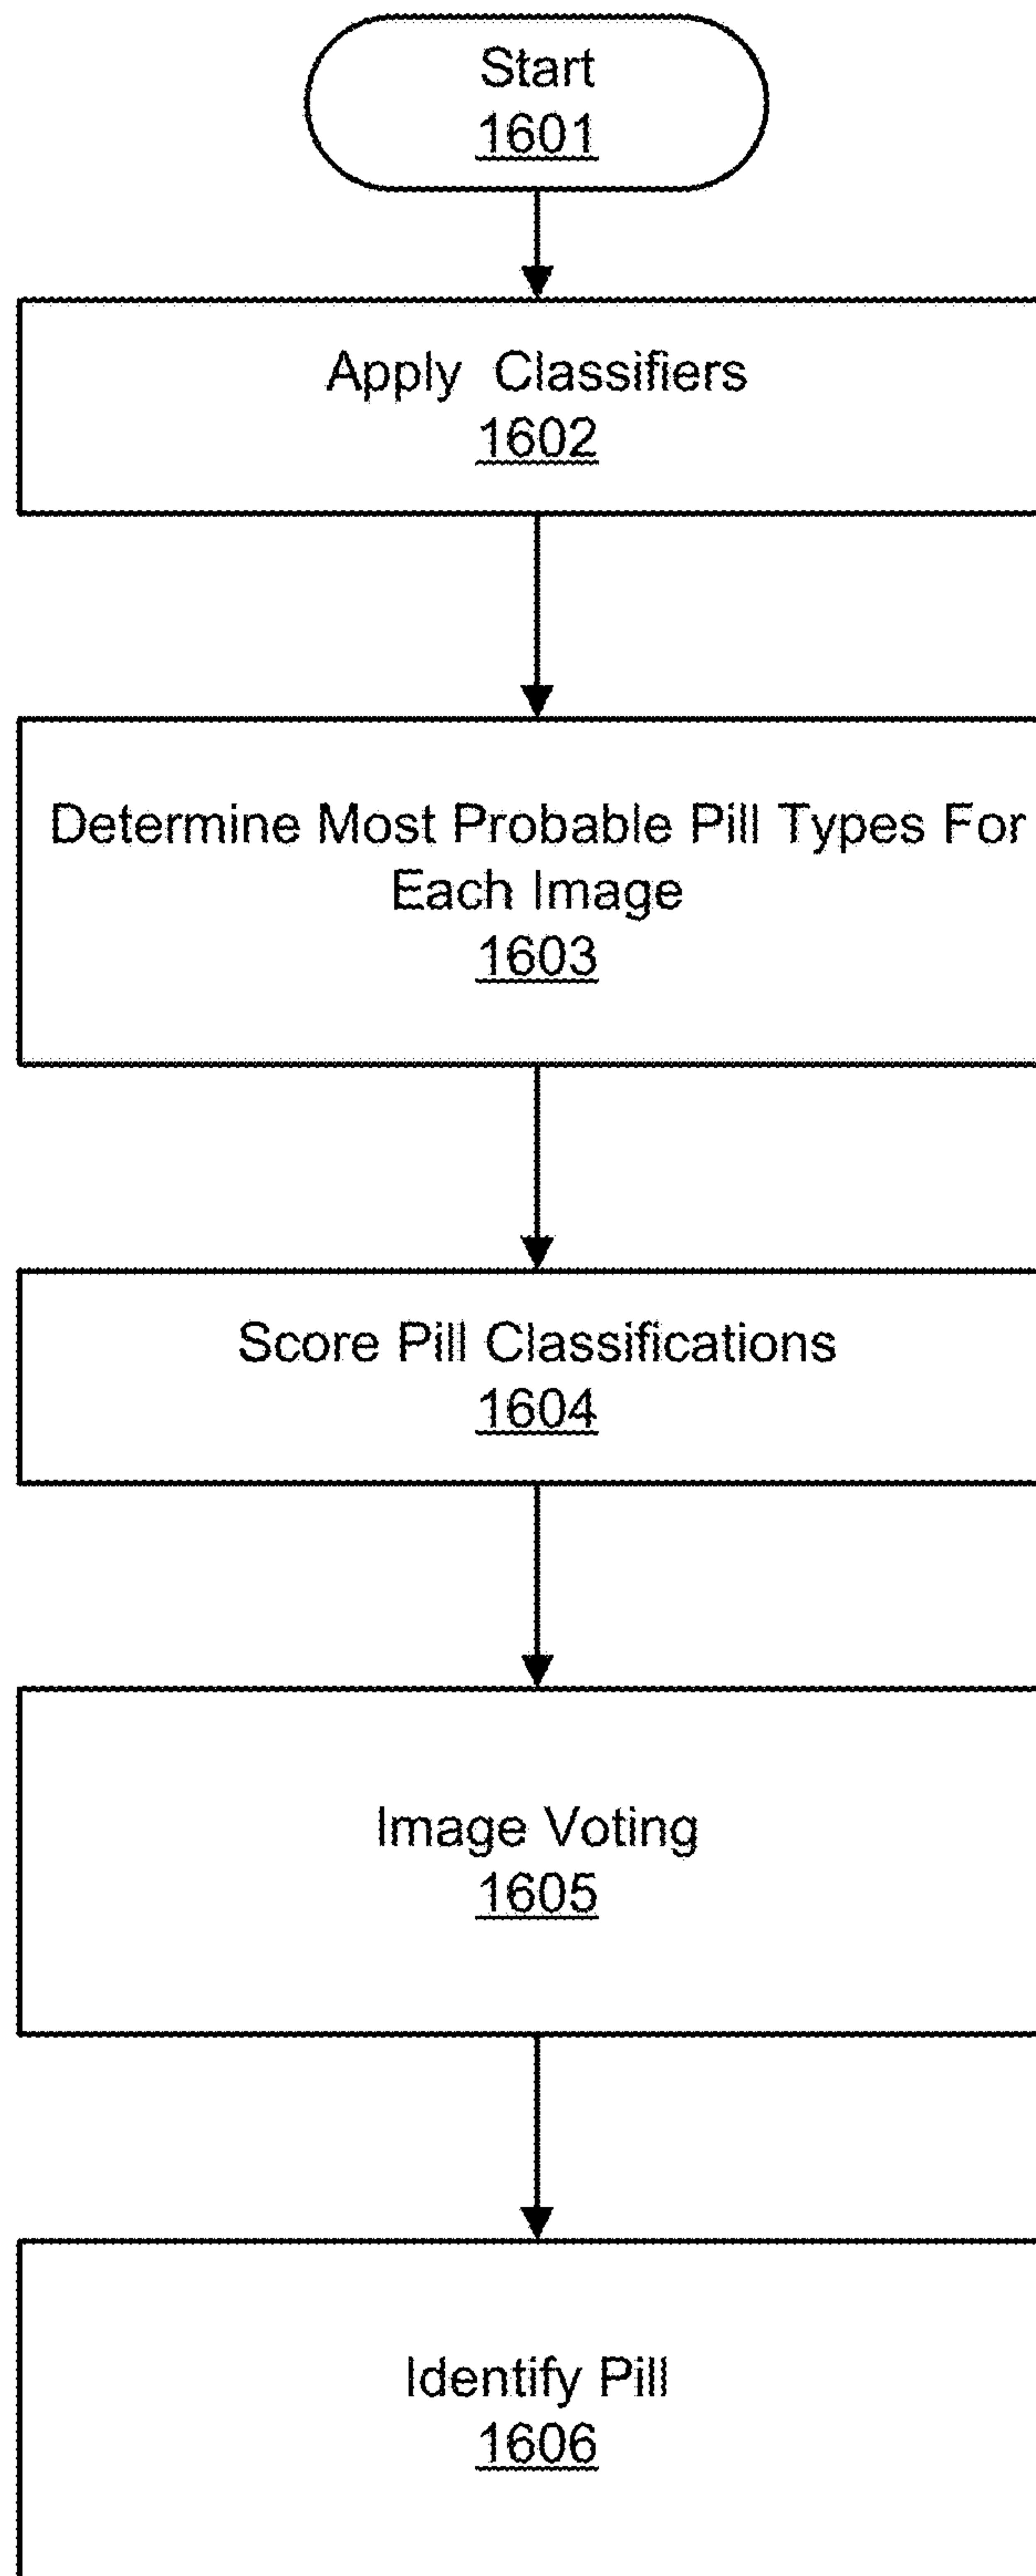 Start
1601
Apply Classifiers
1602
Determine Most Probable Pill Types For
Each Image
1603
Score Pill Classifications
1604
Image Voting
1605
Identify Pill
1606